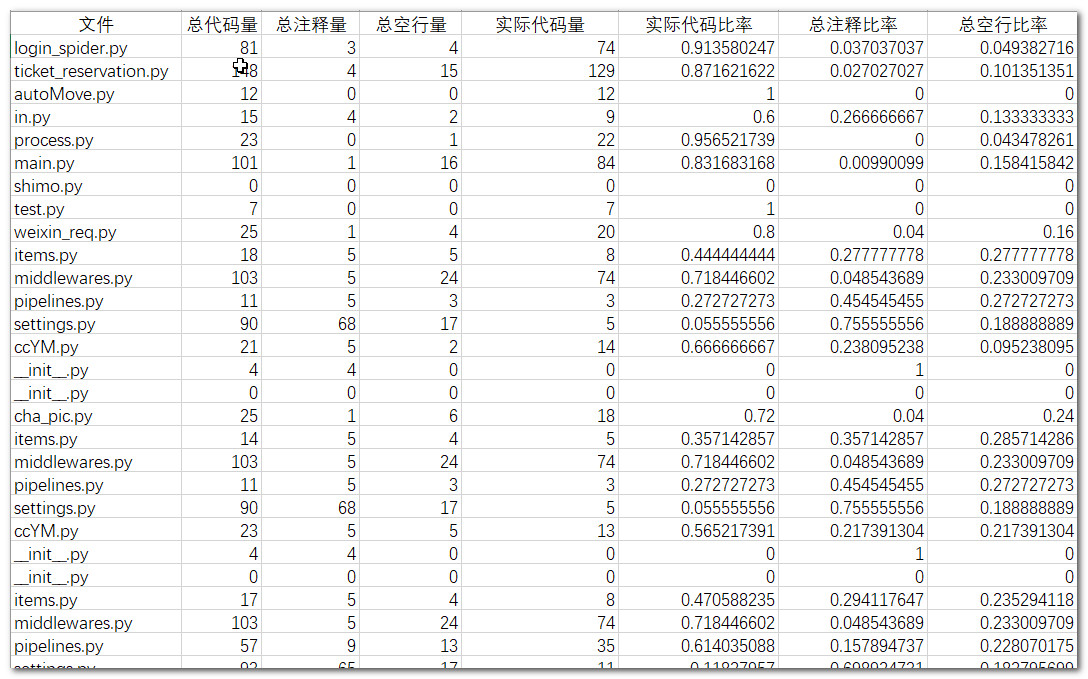 文件 总代码量 总注释量 总空行量 实际代码量 实际代码比率 总注释比率 总空行比率
login_spider.py 81 3 4 74 0.913580247 0.037037037 0.049382716
ticket_reservation.py 148 4 15 129 0.871621622 0.027027027 0.101351351
autoMove.py 12 0 0 12 1 0 0
in.py 15 4 2 9 0.6 0.266666667 0.133333333
process.py 23 0 1 22 0.956521739 0 0.043478261
main.py 101 1 16 84 0.831683168 0.00990099 0.158415842
shimo.py 0 0 0 0 0 0 0
test.py 7 0 0 7 1 0 0
weixin_req.py 25 1 4 20 0.8 0.04 0.16
items.py 18 5 5 8 0.444444444 0.277777778 0.277777778
middlewares.py 103 5 24 74 0.718446602 0.048543689 0.233009709
pipelines.py 11 5 3 3 0.272727273 0.454545455 0.272727273
settings.py 90 68 17 5 0.055555556 0.755555556 0.188888889
ccYM.py 21 5 2 14 0.666666667 0.238095238 0.095238095
__init__.py 4 4 0 0 0 1 0
__init__.py 0 0 0 0 0 0 0
cha_pic.py 25 1 6 18 0.72 0.04 0.24
items.py 14 5 4 5 0.357142857 0.357142857 0.285714286
middlewares.py 103 5 24 74 0.718446602 0.048543689 0.233009709
pipelines.py 11 5 3 3 0.272727273 0.454545455 0.272727273
settings.py 90 68 17 5 0.055555556 0.755555556 0.188888889
ccYM.py 23 5 5 13 0.565217391 0.217391304 0.217391304
__init__.py 4 4 0 0 0 1 0
__init__.py 0 0 0 0 0 0 0
items.py 17 5 4 8 0.470588235 0.294117647 0.235294118
middlewares.py 103 5 24 74 0.718446602 0.048543689 0.233009709
pipelines.py 57 9 13 35 0.614035088 0.157894737 0.228070175
settings.py 93 65 17 11